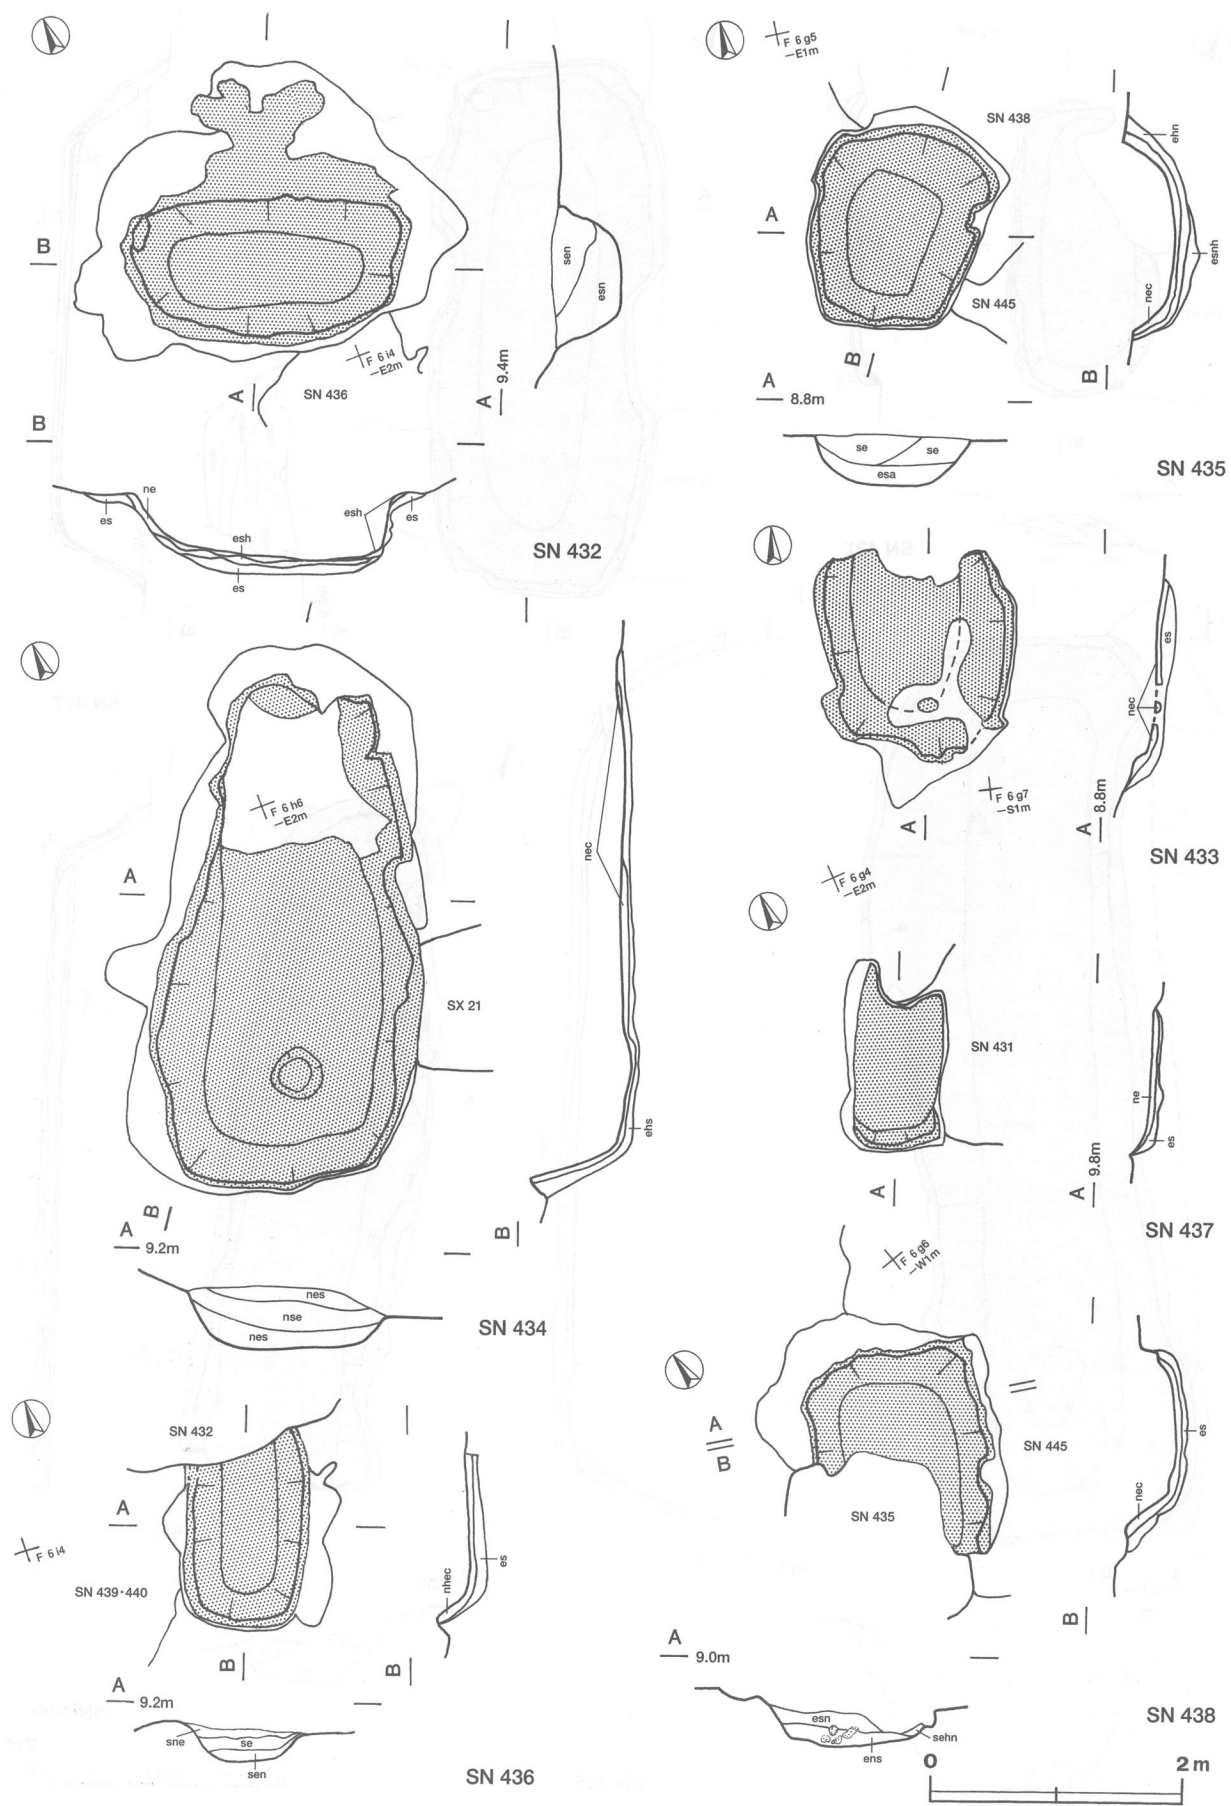 B
F 6 i4
–E2m
A
SN 436
A
9.4m
sen
esn
B
ne
es
esh
esh
es
es
SN 432
F 6 g5
–E1m
SN 438
A
SN 445
B
B
ehn
esnh
nec
A
8.8m
se
se
esa
SN 435
F 6 g7
–S1m
A
A
8.8m
es
nec
SN 433
F 6 h6
–E2m
A
SX 21
B
B
nec
ehs
A
9.2m
nes
nse
nes
SN 434
F 6 g4
–E2m
SN 431
A
A
9.8m
ne
es
SN 437
SN 432
A
F 6 i4
SN 439・440
B
B
nhec
es
A
9.2m
sne
se
sen
SN 436
F 6 g6
–W1m
A
B
SN 445
SN 435
B
es
nec
A
9.0m
esn
sehn
ens
SN 438
0
2 m